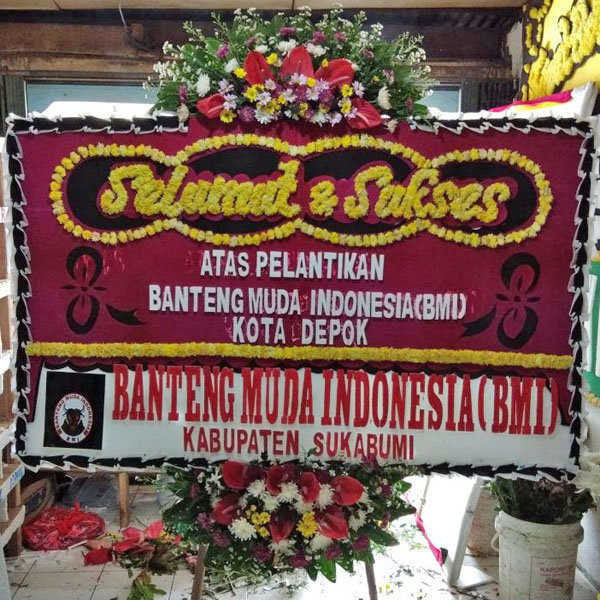 Selamat & Sukses
ATAS PELANTIKAN
BANTENG MUDA INDONESIA(BMI)
KOTA DEPOK
BANTENG MUDA INDONESIA(BMI)
KABUPATEN SUKABUMI